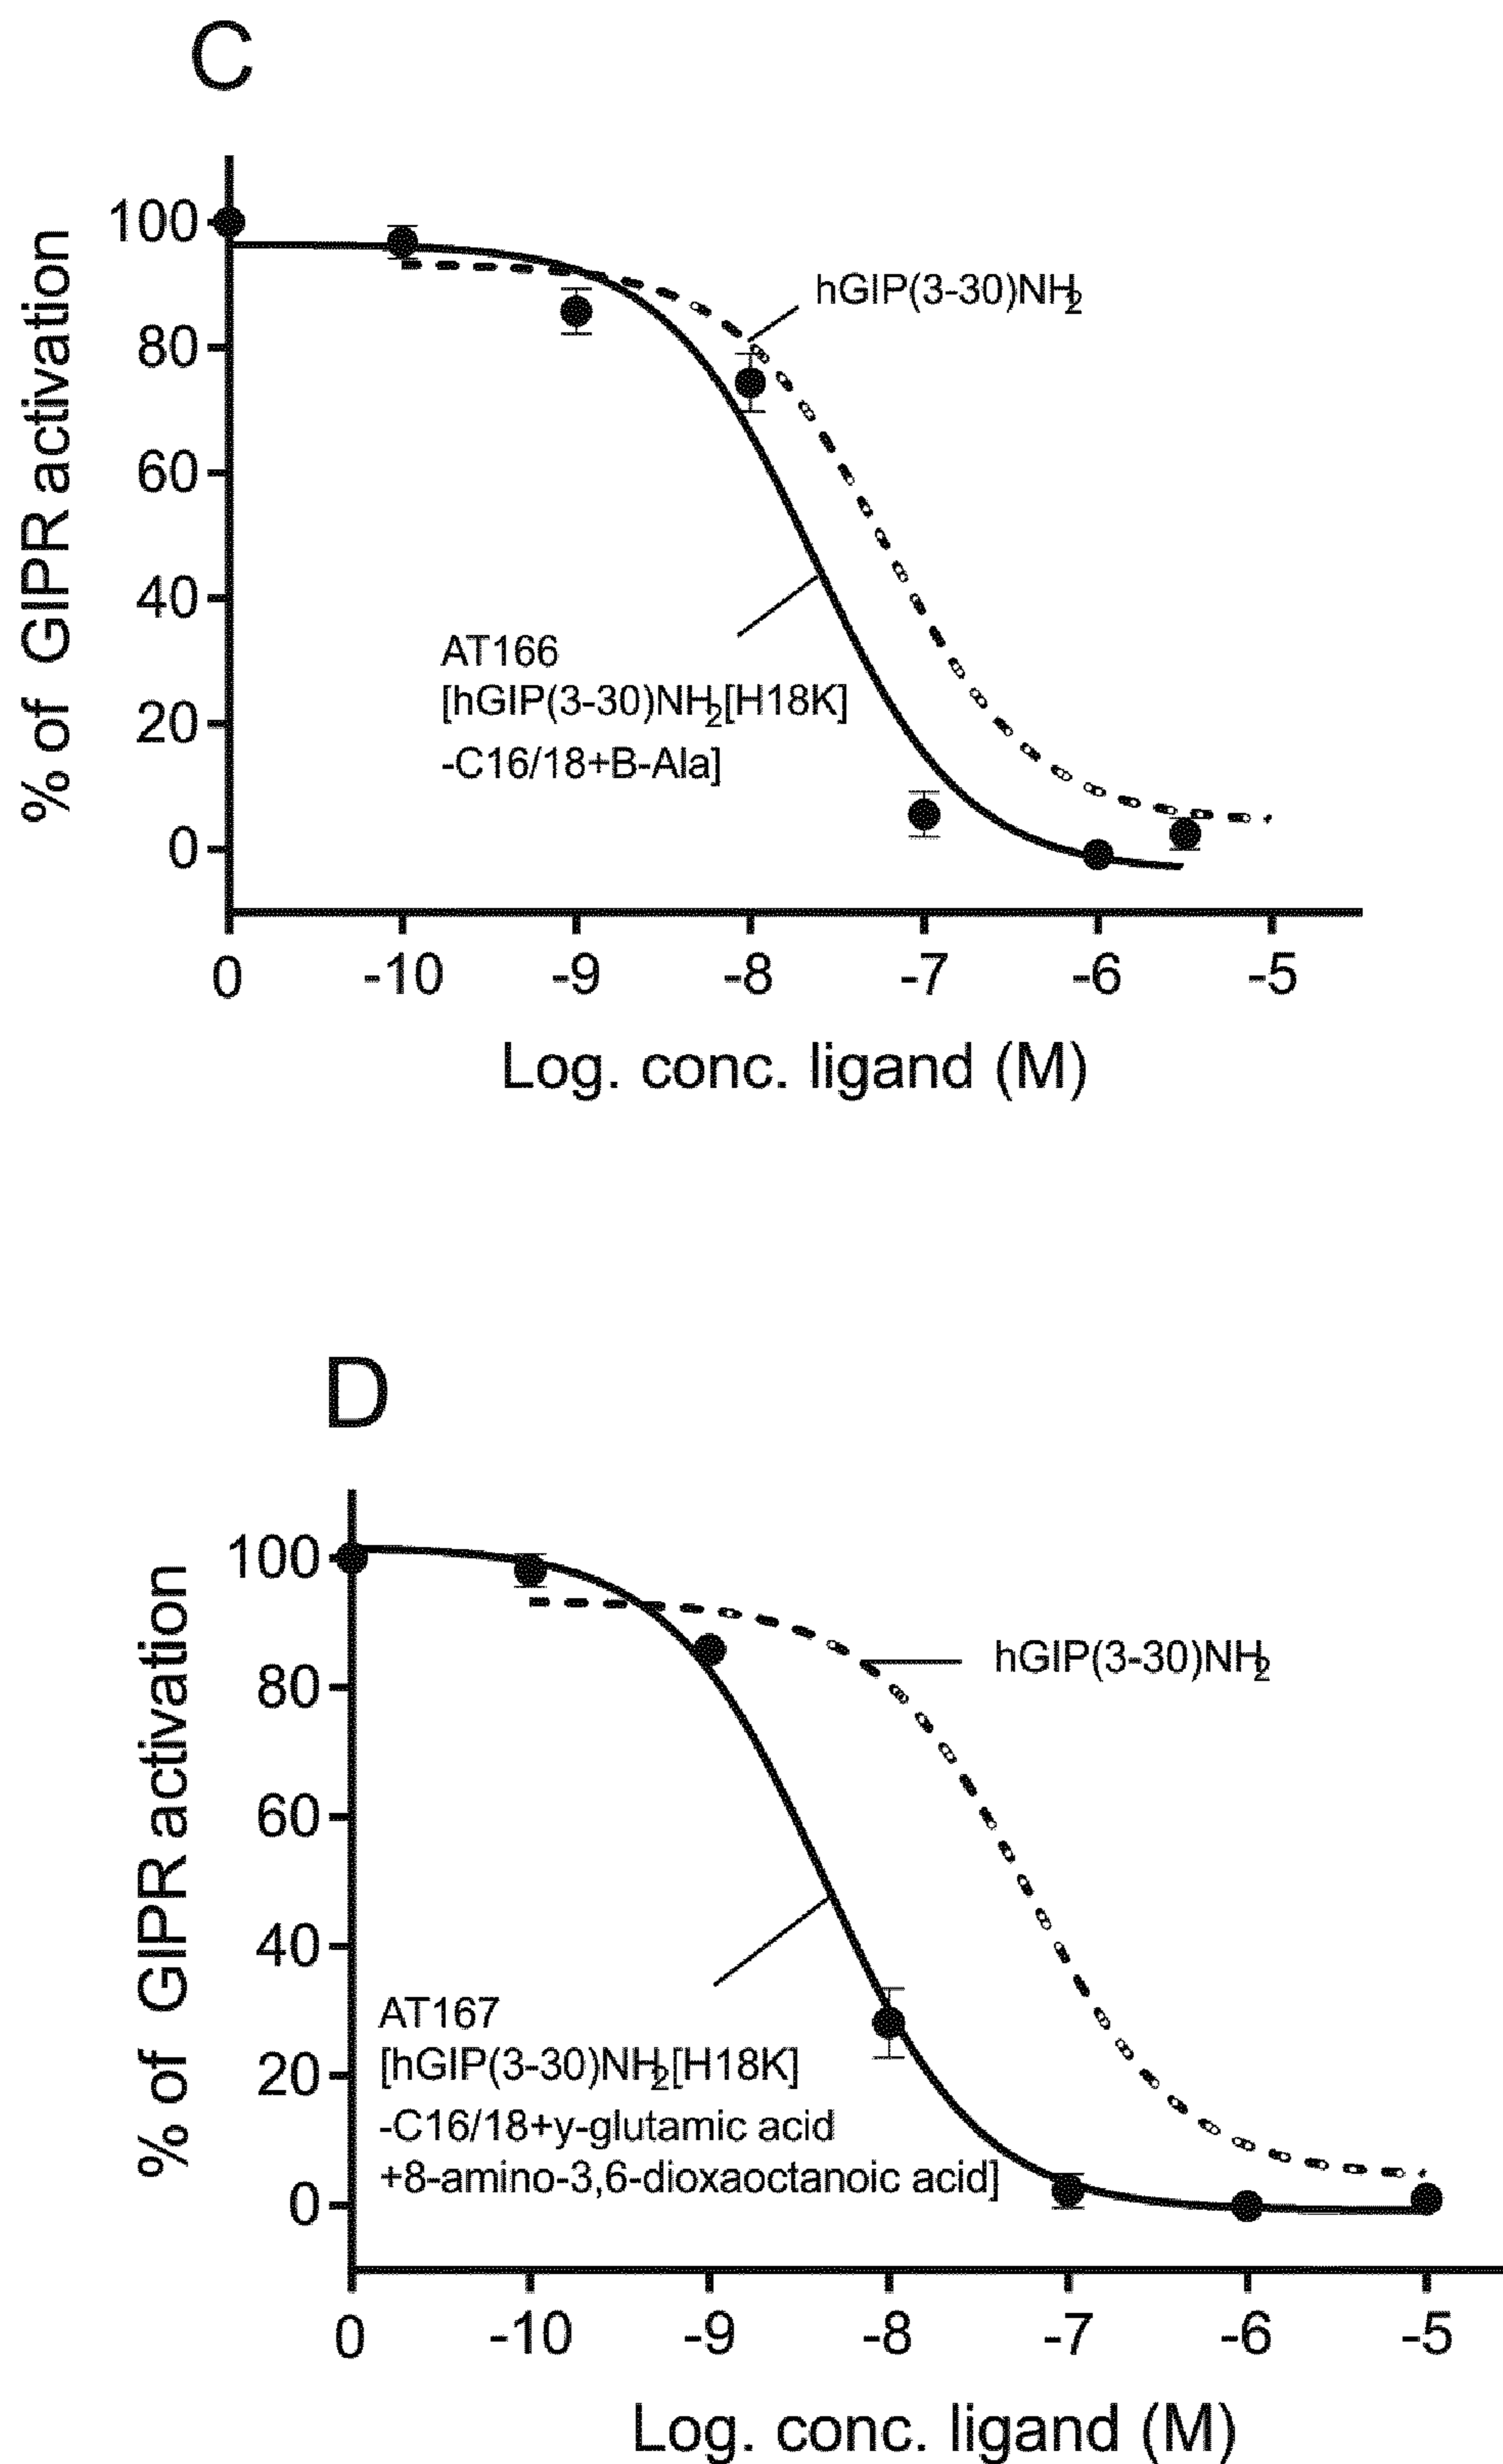 C
% of GIPR activation
100
80
60
40
20
0
hGIP(3-30)NH2
AT166
[hGIP(3-30)NH2[H18K]
-C16/18+B-Ala]
0 -10 -9 -8 -7 -6 -5
Log. conc. ligand (M)
D
% of GIPR activation
100
80
60
40
20
0
hGIP(3-30)NH2
AT167
[hGIP(3-30)NH2[H18K]
-C16/18+y-glutamic acid
+8-amino-3,6-dioxaoctanoic acid]
0 -10 -9 -8 -7 -6 -5
Log. conc. ligand (M)